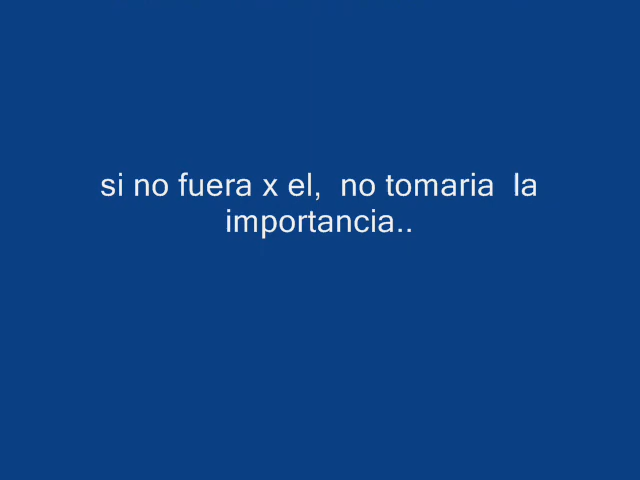 si no fuera x el,  no tomaria  la
importancia..